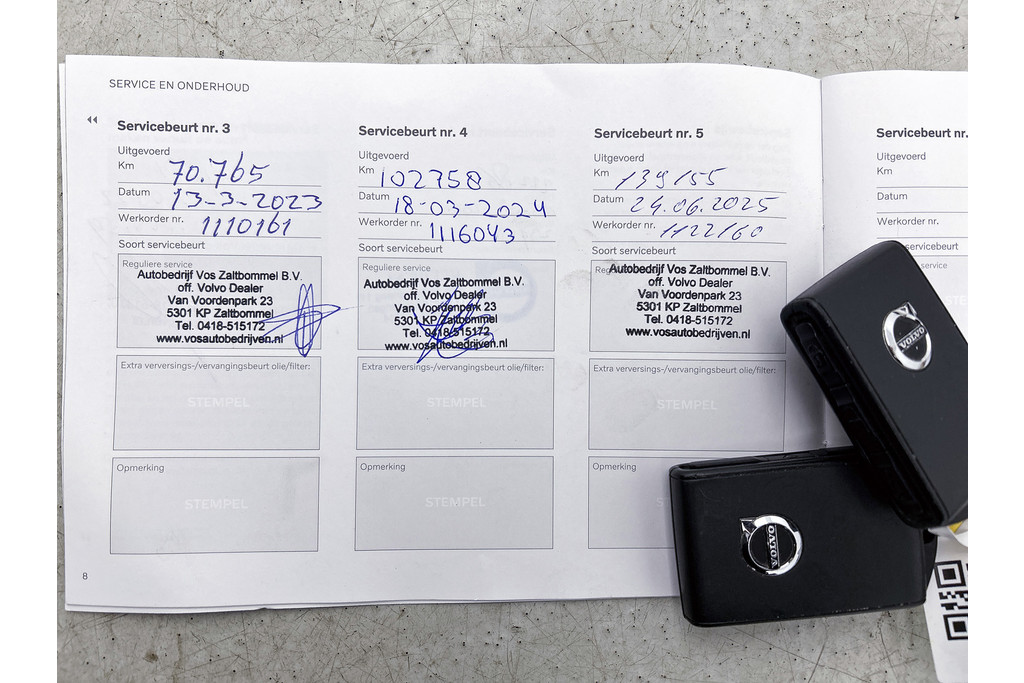 SERVICE EN ONDERHOUD
Servicebeurt nr. 3
Uitgevoerd
Km 70.765
Datum 13-3-2023
Werkorder nr. 1110161
Soort servicebeurt
Reguliere service
Autobedrijf Vos Zaltbommel B.V.
off. Volvo Dealer
Van Voordenpark 23
5301 KP Zaltbommel
Tel. 0418-515172
www.vosautobedrijven.nl
Extra verversings-/vervangingsbeurt olie/filter:
STEMPEL
Opmerking
STEMPEL
8
Servicebeurt nr. 4
Uitgevoerd
Km 102758
Datum 18-03-2024
Werkorder nr. 1116043
Soort servicebeurt
Reguliere service
Autobedrijf Vos Zaltbommel B.V.
off. Volvo Dealer
Van Voordenpark 23
5301 KP Zaltbommel
Tel. 0418-515172
www.vosautobedrijven.nl
Extra verversings-/vervangingsbeurt olie/filter:
STEMPEL
Opmerking
STEMPEL
Servicebeurt nr. 5
Uitgevoerd
Km 139155
Datum 24.06.2025
Werkorder nr. 1122160
Soort servicebeurt
Autobedrijf Vos Zaltbommel B.V.
off. Volvo Dealer
Van Voordenpark 23
5301 KP Zaltbommel
Tel. 0418-515172
www.vosautobedrijven.nl
Extra verversings-/vervangingsbeurt olie/filter:
STEMPEL
Opmerking
Servicebeurt nr.
Uitgevoerd
Km
Datum
Werkorder nr.
servicebeurt
service
VOLVO
VOLVO